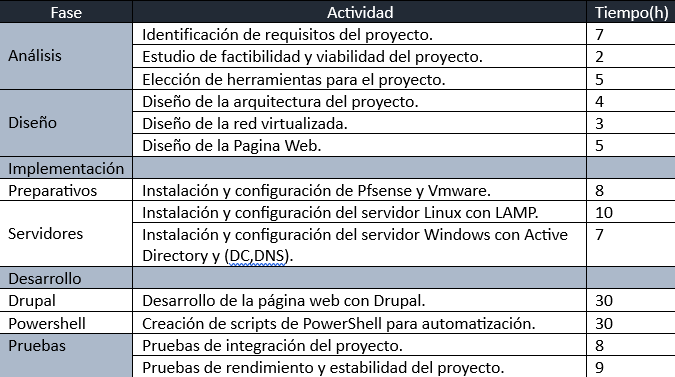 Fase Actividad Tiempo(h)
Análisis Identificación de requisitos del proyecto. 7
Estudio de factibilidad y viabilidad del proyecto. 2
Elección de herramientas para el proyecto. 5
Diseño Diseño de la arquitectura del proyecto. 4
Diseño de la red virtualizada. 3
Diseño de la Pagina Web. 5
Implementación
Preparativos Instalación y configuración de Pfsense y Vmware. 8
Servidores Instalación y configuración del servidor Linux con LAMP. 10
Instalación y configuración del servidor Windows con Active 7
Directory y (DC,DNS).
Desarrollo
Drupal Desarrollo de la página web con Drupal. 30
Powershell Creación de scripts de PowerShell para automatización. 30
Pruebas Pruebas de integración del proyecto. 8
Pruebas de rendimiento y estabilidad del proyecto. 9